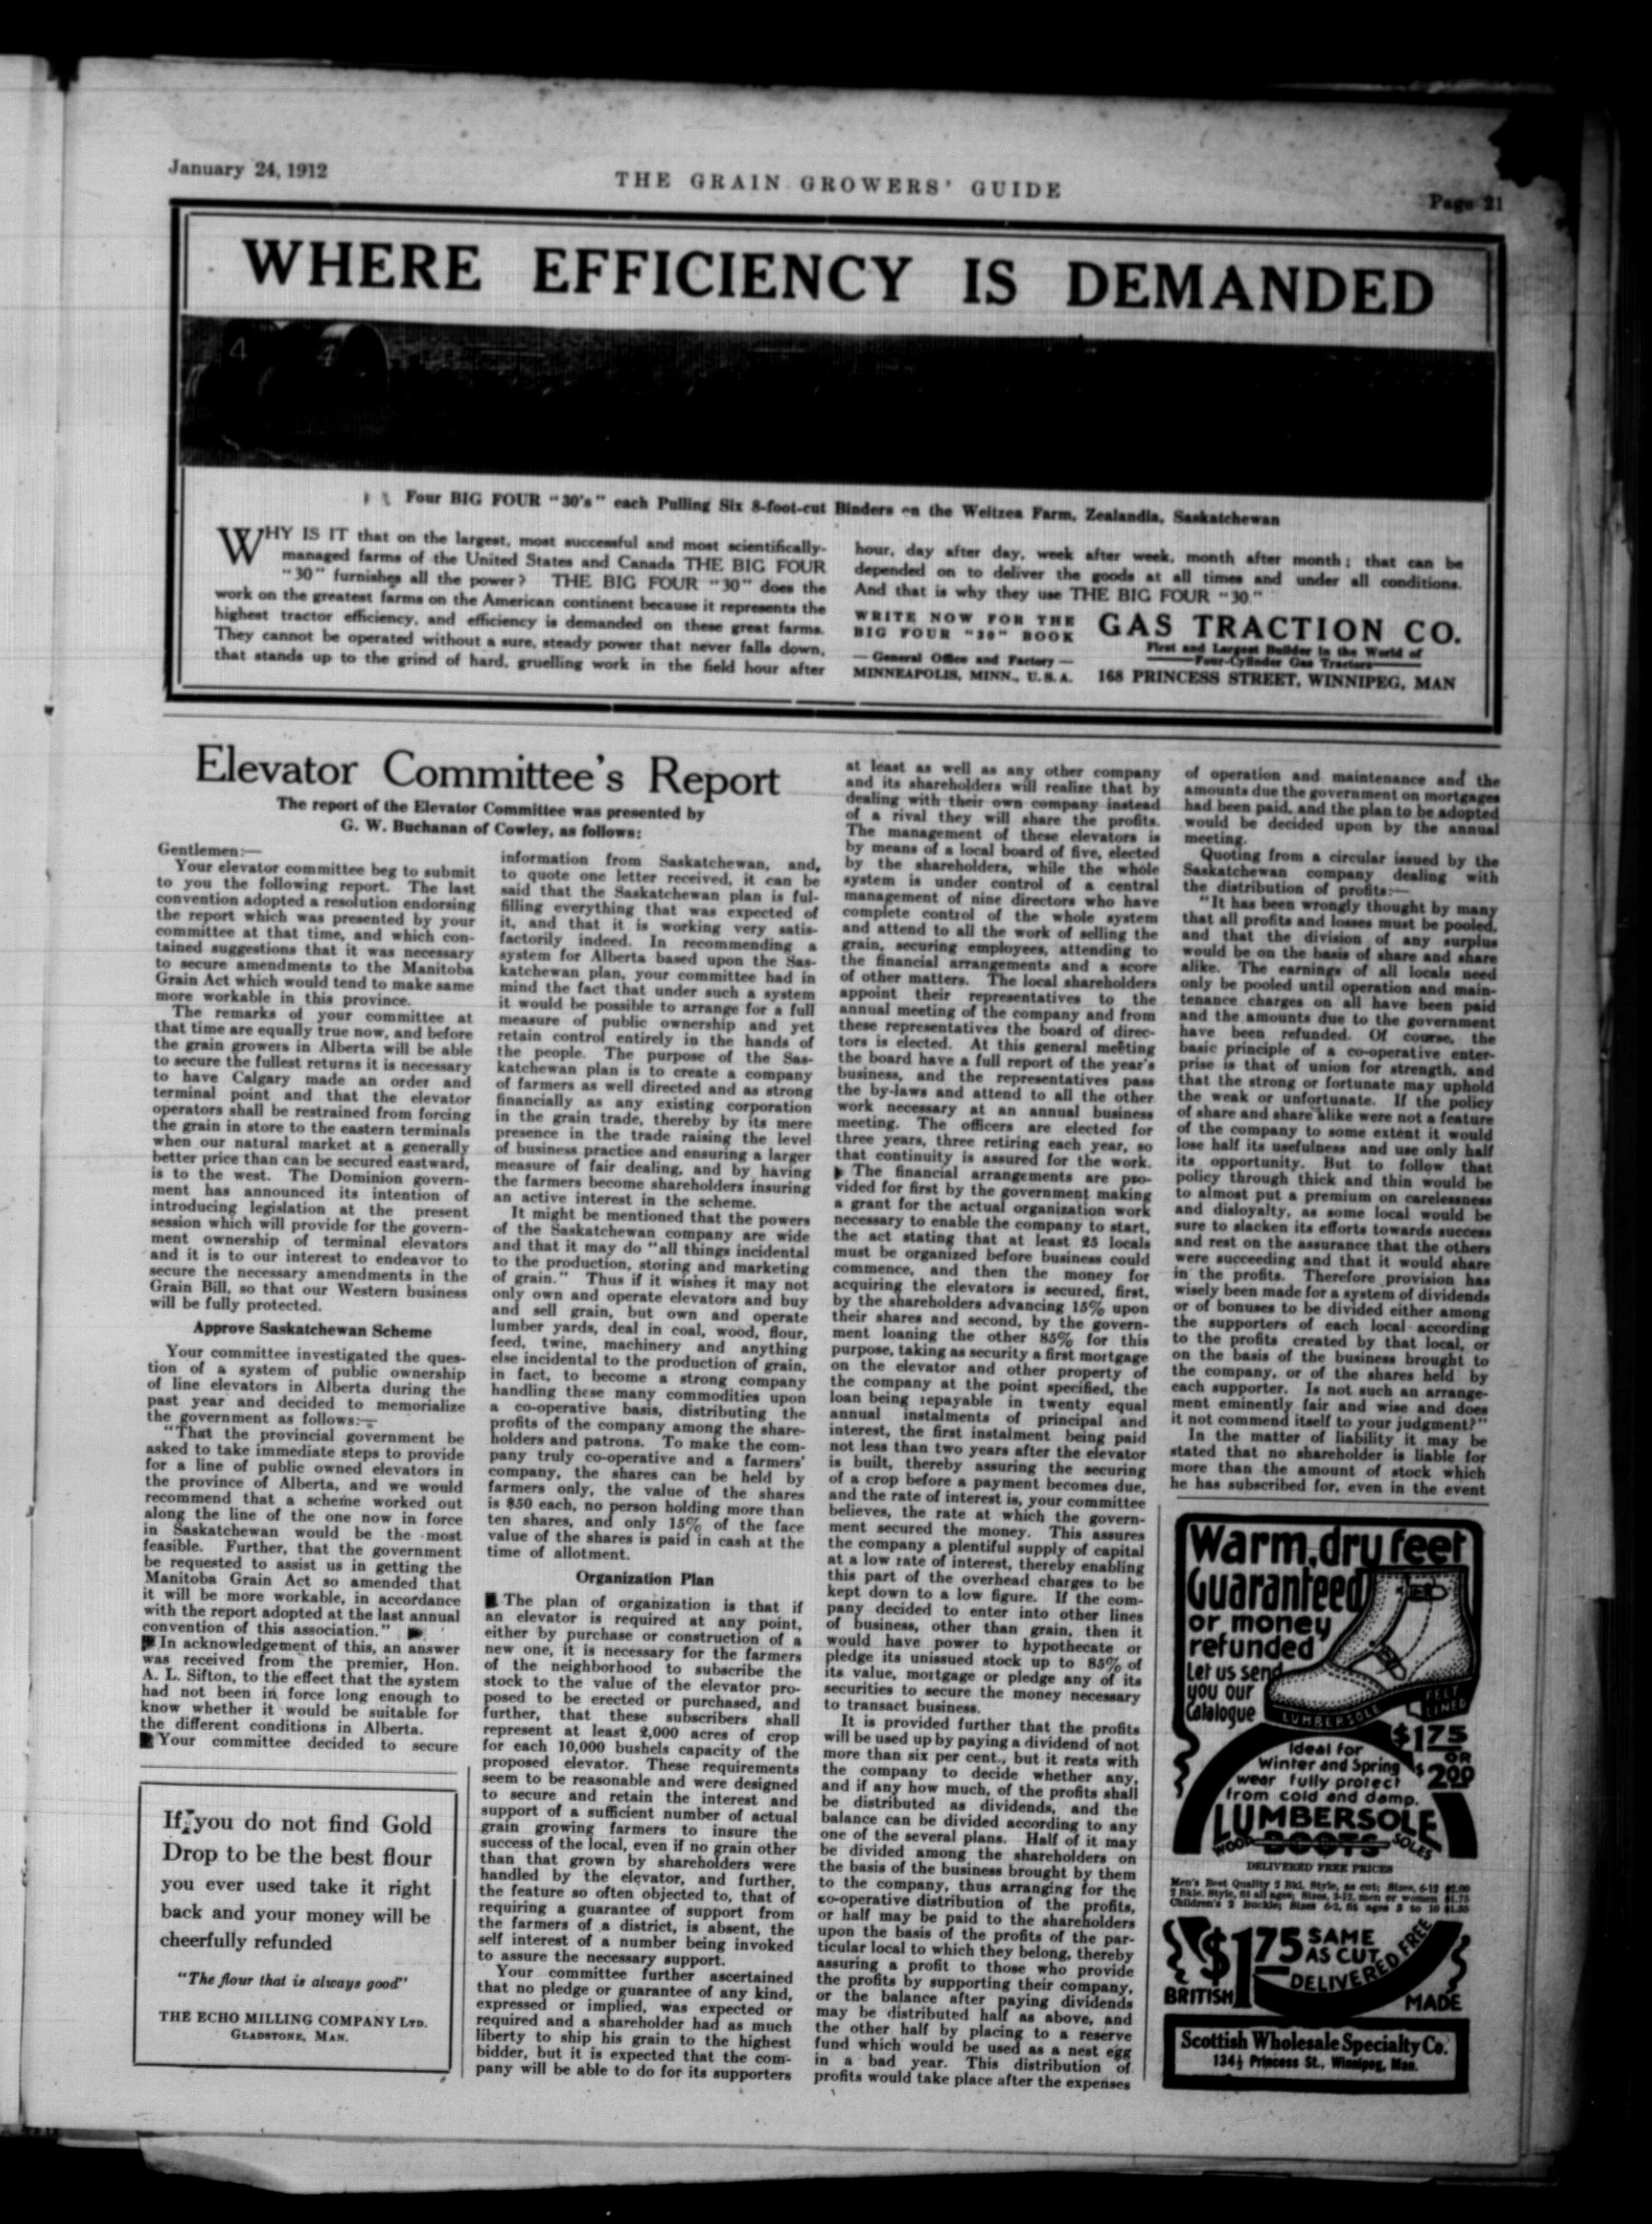 January 24, 1912
THE GRAIN GROWERS' GUIDE
Page 21
WHERE EFFICIENCY IS DEMANDED
4 4
Four BIG FOUR "30's" each Pulling Six 8-foot-cut Binders on the Weitzen Farm, Zealandia, Saskatchewan
WHY IS IT that on the largest, most successful and most scientifically-
managed farms of the United States and Canada THE BIG FOUR
"30" furnishes all the power? THE BIG FOUR "30" does the
work on the greatest farms on the American continent because it represents the
highest tractor efficiency, and efficiency is demanded on these great farms.
They cannot be operated without a sure, steady power that never falls down,
that stands up to the grind of hard, gruelling work in the field hour after
hour, day after day, week after week, month after month; that can be
depended on to deliver the goods at all times and under all conditions.
And that is why they use THE BIG FOUR "30."
WRITE NOW FOR THE
BIG FOUR "30" BOOK
— General Office and Factory —
MINNEAPOLIS, MINN., U.S.A.
GAS TRACTION CO.
First and Largest Builder in the World of
Four-Cylinder Gas Tractors
168 PRINCESS STREET, WINNIPEG, MAN
Elevator Committee's Report
The report of the Elevator Committee was presented by
G. W. Buchanan of Cowley, as follows:
Gentlemen:—
Your elevator committee beg to submit
to you the following report. The last
convention adopted a resolution endorsing
the report which was presented by your
committee at that time, and which con-
tained suggestions that it was necessary
to secure amendments to the Manitoba
Grain Act which would tend to make same
more workable in this province.
The remarks of your committee at
that time are equally true now, and before
the grain growers in Alberta will be able
to secure the fullest returns it is necessary
to have Calgary made an order and
terminal point and that the elevator
operators shall be restrained from forcing
the grain in store to the eastern terminals
when our natural market at a generally
better price than can be secured eastward,
is to the west. The Dominion govern-
ment has announced its intention of
introducing legislation at the present
session which will provide for the govern-
ment ownership of terminal elevators
and it is to our interest to endeavor to
secure the necessary amendments in the
Grain Bill, so that our Western business
will be fully protected.
Approve Saskatchewan Scheme
Your committee investigated the ques-
tion of a system of public ownership
of line elevators in Alberta during the
past year and decided to memorialize
the government as follows:—
"That the provincial government be
asked to take immediate steps to provide
for a line of public owned elevators in
the province of Alberta, and we would
recommend that a scheme worked out
along the line of the one now in force
in Saskatchewan would be the most
feasible. Further, that the government
be requested to assist us in getting the
Manitoba Grain Act so amended that
it will be more workable, in accordance
with the report adopted at the last annual
convention of this association."
In acknowledgement of this, an answer
was received from the premier, Hon.
A. L. Sifton, to the effect that the system
had not been in force long enough to
know whether it would be suitable for
the different conditions in Alberta.
Your committee decided to secure
If you do not find Gold
Drop to be the best flour
you ever used take it right
back and your money will be
cheerfully refunded
"The flour that is always good"
THE ECHO MILLING COMPANY LTD.
GLADSTONE, MAN.
information from Saskatchewan, and,
to quote one letter received, it can be
said that the Saskatchewan plan is ful-
filling everything that was expected of
it, and that it is working very satis-
factorily indeed. In recommending a
system for Alberta based upon the Sas-
katchewan plan, your committee had in
mind the fact that under such a system
it would be possible to arrange for a full
measure of public ownership and yet
retain control entirely in the hands of
the people. The purpose of the Sas-
katchewan plan is to create a company
of farmers as well directed and as strong
financially as any existing corporation
in the grain trade, thereby by its mere
presence in the trade raising the level
of business practice and ensuring a larger
measure of fair dealing, and by having
the farmers become shareholders insuring
an active interest in the scheme.
It might be mentioned that the powers
of the Saskatchewan company are wide
and that it may do "all things incidental
to the production, storing and marketing
of grain." Thus if it wishes it may not
only own and operate elevators and buy
and sell grain, but own and operate
lumber yards, deal in coal, wood, flour,
feed, twine, machinery and anything
else incidental to the production of grain,
in fact, to become a strong company
handling these many commodities upon
a co-operative basis, distributing the
profits of the company among the share-
holders and patrons. To make the com-
pany truly co-operative and a farmers'
company, the shares can be held by
farmers only, the value of the shares
is $50 each, no person holding more than
ten shares, and only 15% of the face
value of the shares is paid in cash at the
time of allotment.
Organization Plan
The plan of organization is that if
an elevator is required at any point,
either by purchase or construction of a
new one, it is necessary for the farmers
of the neighborhood to subscribe the
stock to the value of the elevator pro-
posed to be erected or purchased, and
further, that these subscribers shall
represent at least 2,000 acres of crop
for each 10,000 bushels capacity of the
proposed elevator. These requirements
seem to be reasonable and were designed
to secure and retain the interest and
support of a sufficient number of actual
grain growing farmers to insure the
success of the local, even if no grain other
than that grown by shareholders were
handled by the elevator, and further,
the feature so often objected to, that of
requiring a guarantee of support from
the farmers of a district, is absent, the
self interest of a number being invoked
to assure the necessary support.
Your committee further ascertained
that no pledge or guarantee of any kind,
expressed or implied, was expected or
required and a shareholder had as much
liberty to ship his grain to the highest
bidder, but it is expected that the com-
pany will be able to do for its supporters
at least as well as any other company
and its shareholders will realize that by
dealing with their own company instead
of a rival they will share the profits.
The management of these elevators is
by means of a local board of five, elected
by the shareholders, while the whole
system is under control of a central
management of nine directors who have
complete control of the whole system
and attend to all the work of selling the
grain, securing employees, attending to
the financial arrangements and a score
of other matters. The local shareholders
appoint their representatives to the
annual meeting of the company and from
these representatives the board of direc-
tors is elected. At this general meeting
the board have a full report of the year's
business, and the representatives pass
the by-laws and attend to all the other
work necessary at an annual business
meeting. The officers are elected for
three years, three retiring each year, so
that continuity is assured for the work.
The financial arrangements are pro-
vided for first by the government making
a grant for the actual organization work
necessary to enable the company to start,
the act stating that at least 25 locals
must be organized before business could
commence, and then the money for
acquiring the elevators is secured, first,
by the shareholders advancing 15% upon
their shares and second, by the govern-
ment loaning the other 85% for this
purpose, taking as security a first mortgage
on the elevator and other property of
the company at the point specified, the
loan being repayable in twenty equal
annual instalments of principal and
interest, the first instalment being paid
not less than two years after the elevator
is built, thereby assuring the securing
of a crop before a payment becomes due,
and the rate of interest is, your committee
believes, the rate at which the govern-
ment secured the money. This assures
the company a plentiful supply of capital
at a low rate of interest, thereby enabling
this part of the overhead charges to be
kept down to a low figure. If the com-
pany decided to enter into other lines
of business, other than grain, then it
would have power to hypothecate or
pledge its unissued stock up to 85% of
its value, mortgage or pledge any of its
securities to secure the money necessary
to transact business.
It is provided further that the profits
will be used up by paying a dividend of not
more than six per cent., but it rests with
the company to decide whether any,
and if any how much, of the profits shall
be distributed as dividends, and the
balance can be divided according to any
one of the several plans. Half of it may
be divided among the shareholders on
the basis of the business brought by them
to the company, thus arranging for the
co-operative distribution of the profits,
or half may be paid to the shareholders
upon the basis of the profits of the par-
ticular local to which they belong, thereby
assuring a profit to those who provide
the profits by supporting their company,
or the balance after paying dividends
may be distributed half as above, and
the other half by placing to a reserve
fund which would be used as a nest egg
in a bad year. This distribution of
profits would take place after the expenses
of operation and maintenance and the
amounts due the government on mortgages
had been paid, and the plan to be adopted
would be decided upon by the annual
meeting.
Quoting from a circular issued by the
Saskatchewan company dealing with
the distribution of profits:—
"It has been wrongly thought by many
that all profits and losses must be pooled,
and that the division of any surplus
would be on the basis of share and share
alike. The earnings of all locals need
only be pooled until operation and main-
tenance charges on all have been paid
and the amounts due to the government
have been refunded. Of course, the
basic principle of a co-operative enter-
prise is that of union for strength, and
that the strong or fortunate may uphold
the weak or unfortunate. If the policy
of share and share alike were not a feature
of the company to some extent it would
lose half its usefulness and use only half
its opportunity. But to follow that
policy through thick and thin would be
to almost put a premium on carelessness
and disloyalty, as some local would be
sure to slacken its efforts towards success
and rest on the assurance that the others
were succeeding and that it would share
in the profits. Therefore provision has
wisely been made for a system of dividends
or of bonuses to be divided either among
the supporters of each local according
to the profits created by that local, or
on the basis of the business brought to
the company, or of the shares held by
each supporter. Is not such an arrange-
ment eminently fair and wise and does
it not commend itself to your judgment?"
In the matter of liability it may be
stated that no shareholder is liable for
more than the amount of stock which
he has subscribed for, even in the event
Warm, dry feet
Guaranteed
or money
refunded
Let us send
you our
Catalogue
LUMBERSOLE
FELT
LINED
$1.75
OR
$2.00
Ideal for
Winter and Spring
wear fully protect
from cold and damp.
LUMBERSOLE
WOOD BOOTS SOLES
DELIVERED FREE PRICES
Men's Best Quality 2 Bkl. Style, as cut; Sizes, 6-12 $2.00
2 Bkle. Style, fit all ages; Sizes, 3-12, men or women $1.75
Children's 2 Buckle; Sizes 6-2, fit ages 3 to 10 $1.35
$1.75 SAME
AS CUT
DELIVERED FREE
BRITISH MADE
Scottish Wholesale Specialty Co.
134½ Princess St., Winnipeg, Man.